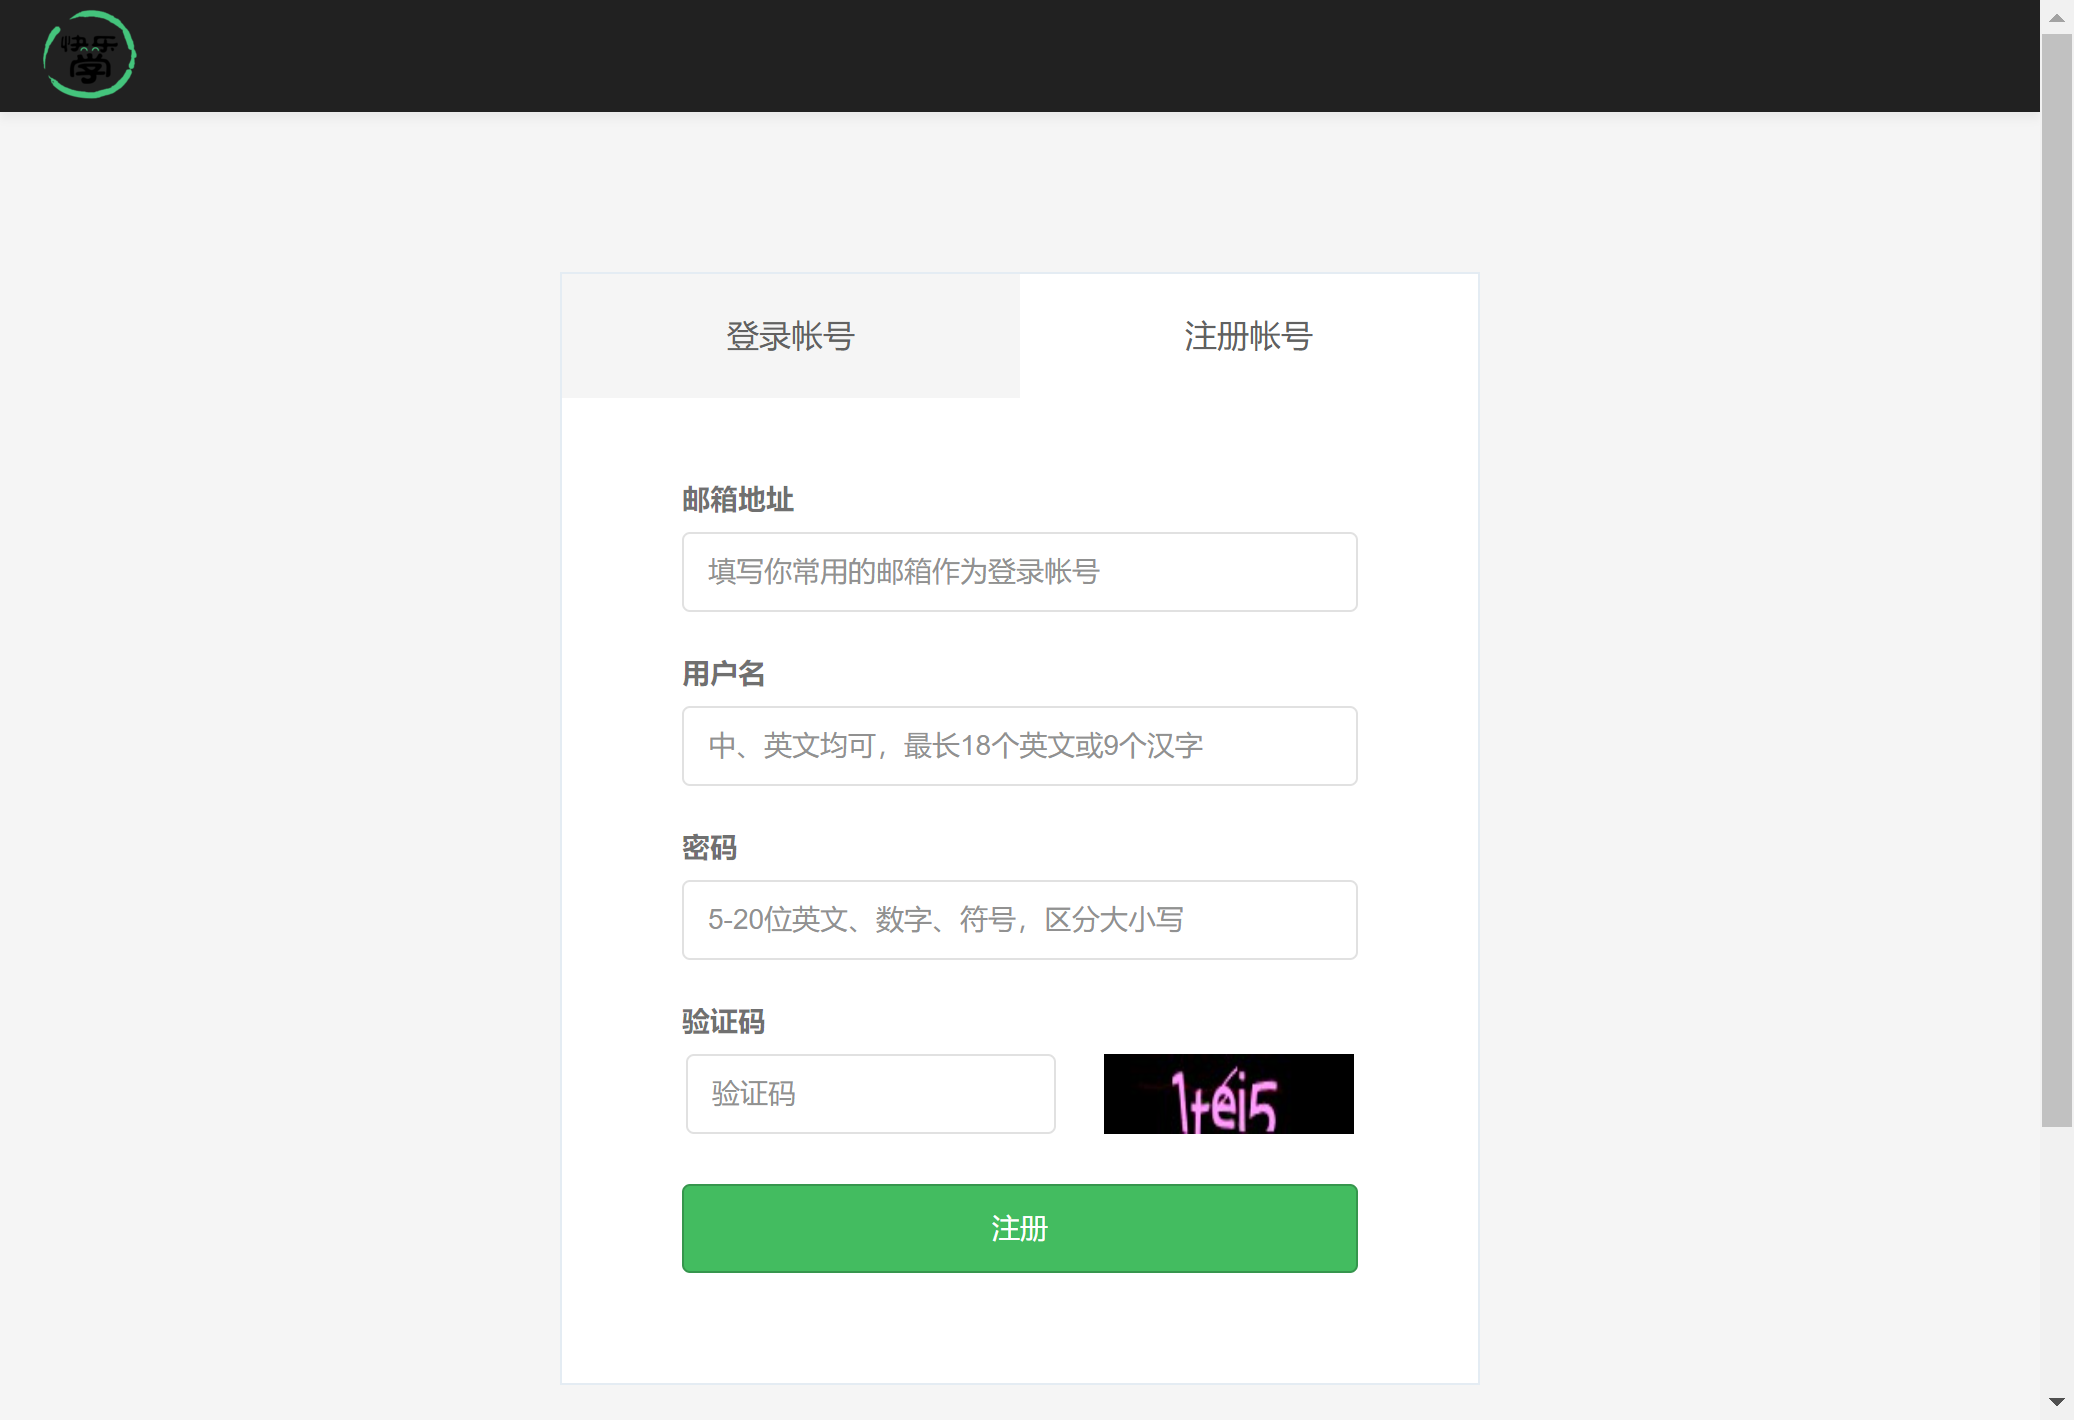 快乐
学
登录帐号
注册帐号
邮箱地址
填写你常用的邮箱作为登录帐号
用户名
中、英文均可，最长18个英文或9个汉字
密码
5-20位英文、数字、符号，区分大小写
验证码
验证码
注册